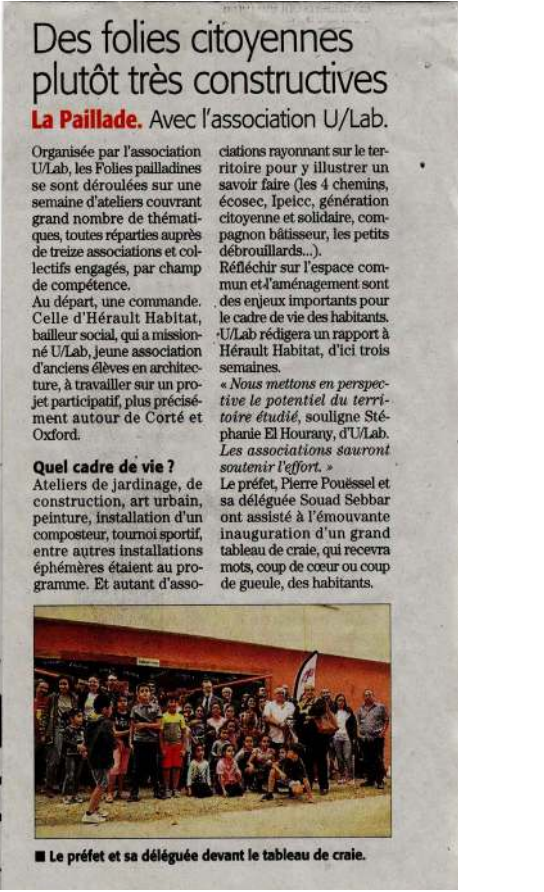 Des folies citoyennes
plutôt très constructives
La Paillade. Avec l'association U/Lab.
Organisée par l'association
U/Lab, les Folies pailladines
se sont déroulées sur une
semaine d'ateliers couvrant
grand nombre de thémati-
ques, toutes réparties auprès
de treize associations et col-
lectifs engagés, par champ
de compétence.
Au départ, une commande.
Celle d'Hérault Habitat,
bailleur social, qui a mission-
né U/Lab, jeune association
d'anciens élèves en architec-
ture, à travailler sur un pro-
jet participatif, plus précisé-
ment autour de Corté et
Oxford.
Quel cadre de vie ?
Ateliers de jardinage, de
construction, art urbain,
peinture, installation d'un
composteur, tournoi sportif,
entre autres installations
éphémères étaient au pro-
gramme. Et autant d'asso-
ciations rayonnant sur le ter-
ritoire pour y illustrer un
savoir faire (les 4 chemins,
écosec, Ipeicc, génération
citoyenne et solidaire, com-
pagnon bâtisseur, les petits
débrouillards...).
Réfléchir sur l'espace com-
mun et l'aménagement sont
des enjeux importants pour
le cadre de vie des habitants.
U/Lab rédigera un rapport à
Hérault Habitat, d'ici trois
semaines.
« Nous mettons en perspec-
tive le potentiel du terri-
toire étudié, souligne Sté-
phanie El Hourany, d'U/Lab.
Les associations sauront
soutenir l'effort. »
Le préfet, Pierre Pouëssel et
sa déléguée Souad Sebbar
ont assisté à l'émouvante
inauguration d'un grand
tableau de craie, qui recevra
mots, coup de cœur ou coup
de gueule, des habitants.
■ Le préfet et sa déléguée devant le tableau de craie.